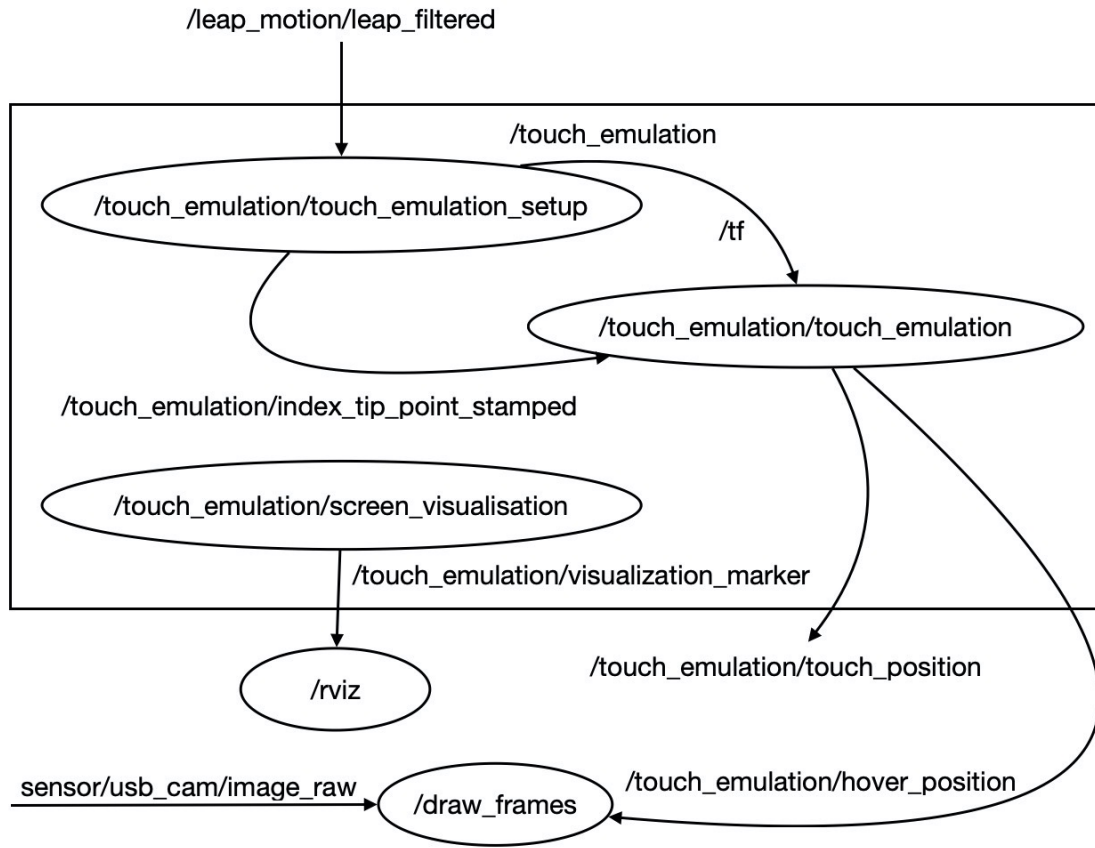 /leap_motion/leap_filtered
/touch_emulation
/touch_emulation/touch_emulation_setup
/tf
/touch_emulation/touch_emulation
/touch_emulation/index_tip_point_stamped
/touch_emulation/screen_visualisation
/touch_emulation/visualization_marker
/touch_emulation/touch_position
/rviz
/touch_emulation/hover_position
sensor/usb_cam/image_raw
/draw_frames